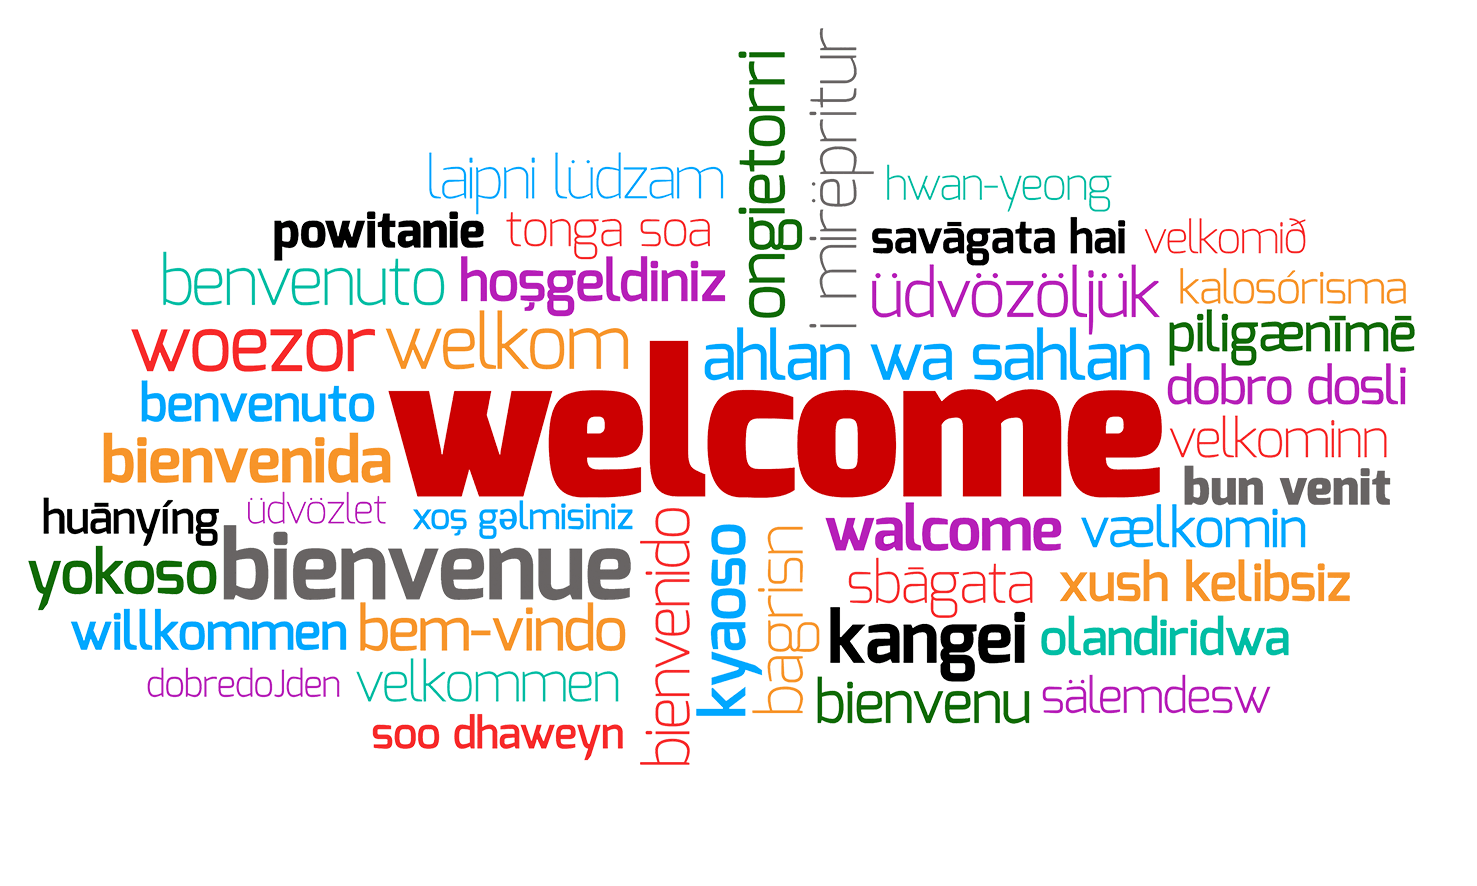 i mirëpritur
ongietorri
laipni lüdzam
hwan-yeong
powitanie
tonga soa
savāgata hai
velkomið
benvenuto
hoşgeldiniz
üdvözöljük
kalosórisma
woezor
welkom
ahlan wa sahlan
piligænīmē
benvenuto
welcome
dobro dosli
bienvenida
velkominn
bun venit
huānyíng
üdvözlet
xoş gəlmisiniz
bienvenido
kyaoso
bagrisn
walcome
vælkomin
yokoso
bienvenue
sbāgata
xush kelibsiz
willkommen
bem-vindo
kangei
olandiridwa
dobredoJden
velkommen
bienvenu
sälemdesw
soo dhaweyn